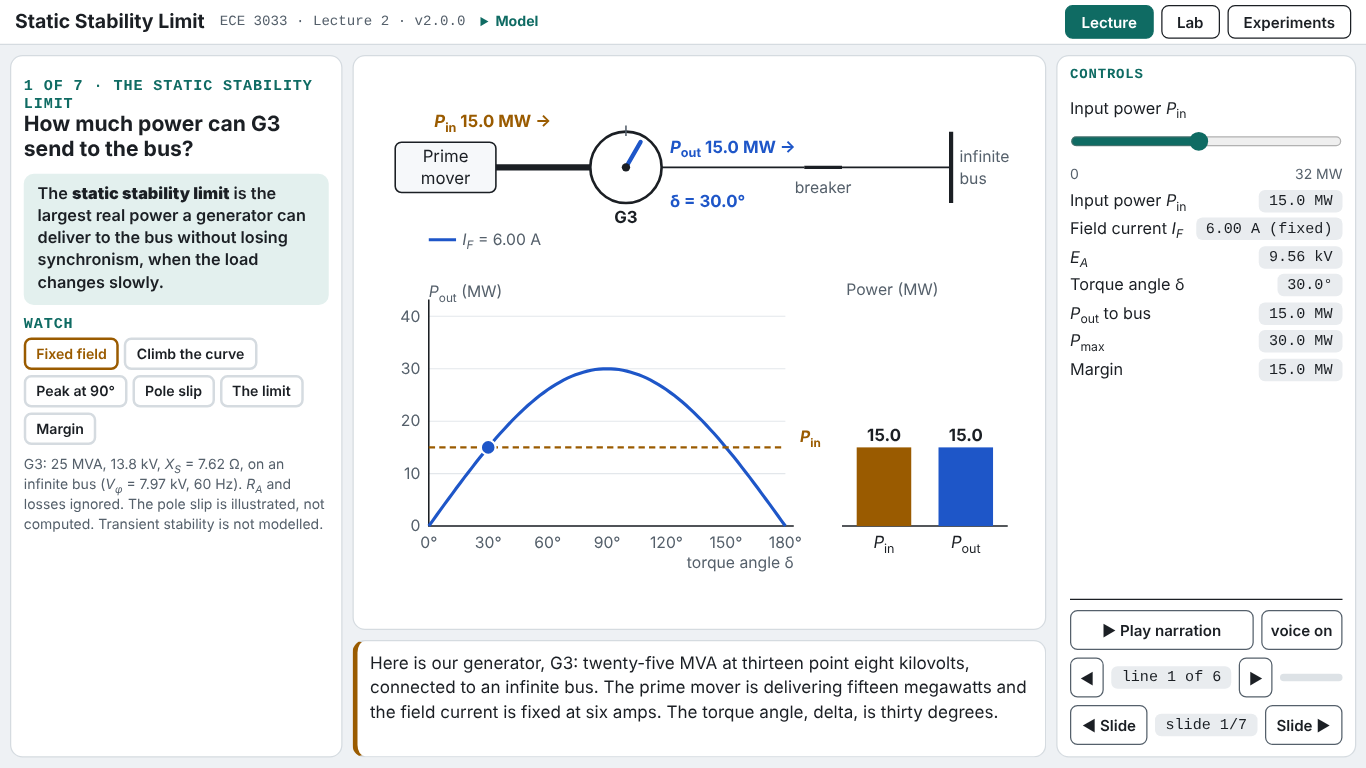 Static Stability Limit
ECE 3033 · Lecture 2 · v2.0.0
▶ Model
Lecture
Lab
Experiments
1 OF 7 · THE STATIC STABILITY
LIMIT
How much power can G3
send to the bus?
The static stability limit is the
largest real power a generator can
deliver to the bus without losing
synchronism, when the load
changes slowly.
WATCH
Fixed field
Climb the curve
Peak at 90°
Pole slip
The limit
Margin
G3: 25 MVA, 13.8 kV, XS = 7.62 Ω, on an
infinite bus (Vφ = 7.97 kV, 60 Hz). RA and
losses ignored. The pole slip is illustrated, not
computed. Transient stability is not modelled.
Pin 15.0 MW →
Prime
mover
G3
Pout 15.0 MW →
δ = 30.0°
breaker
infinite
bus
IF = 6.00 A
Pout (MW)
40
30
20
10
0
0° 30° 60° 90° 120° 150° 180°
torque angle δ
Pin
Power (MW)
15.0 15.0
Pin Pout
Here is our generator, G3: twenty-five MVA at thirteen point eight kilovolts,
connected to an infinite bus. The prime mover is delivering fifteen megawatts and
the field current is fixed at six amps. The torque angle, delta, is thirty degrees.
CONTROLS
Input power Pin
0 32 MW
Input power Pin 15.0 MW
Field current IF 6.00 A (fixed)
EA 9.56 kV
Torque angle δ 30.0°
Pout to bus 15.0 MW
Pmax 30.0 MW
Margin 15.0 MW
▶ Play narration
voice on
◀ line 1 of 6 ▶
◀ Slide slide 1/7 Slide ▶